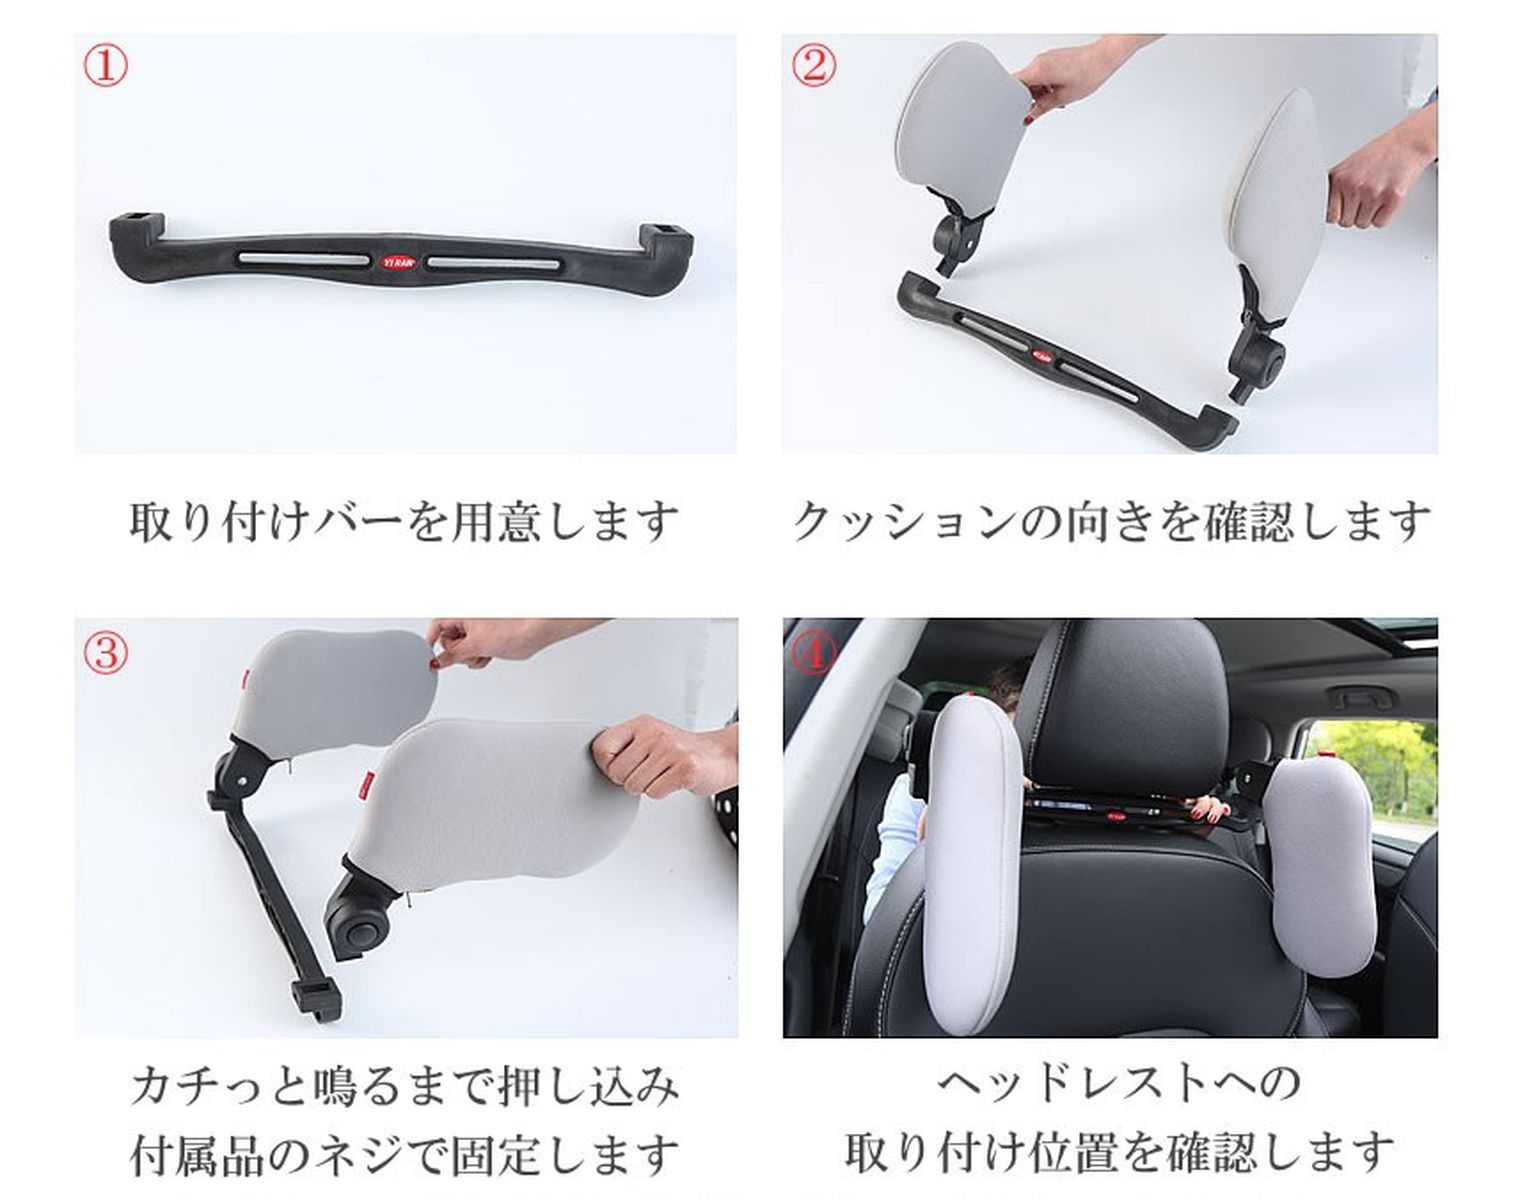 ①
②
YI RAN
取り付けバーを用意します
クッションの向きを確認します
③
④
カチっと鳴るまで押し込み
付属品のネジで固定します
ヘッドレストへの
取り付け位置を確認します